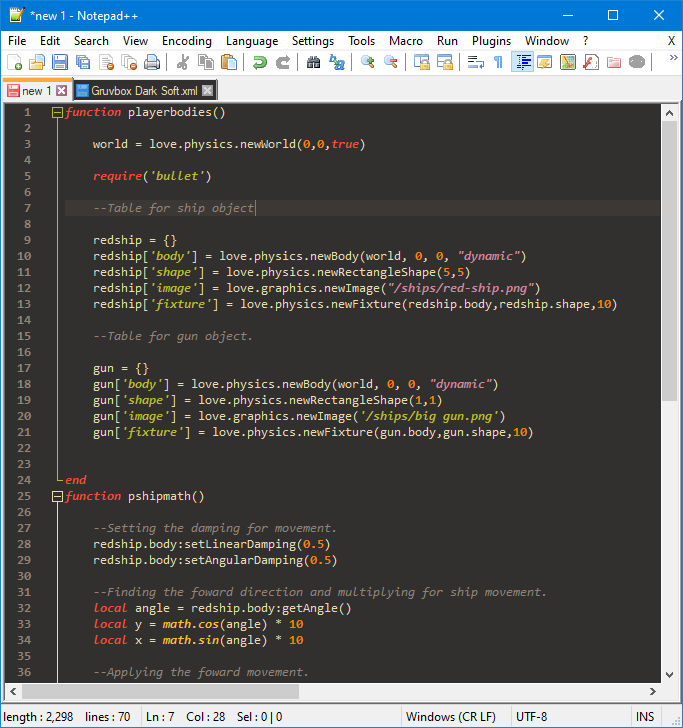 *new 1 - Notepad++
File Edit Search View Encoding Language Settings Tools Macro Run Plugins Window ? X
new 1 Gruvbox Dark Soft.xml
1 function playerbodies()
2
3 world = love.physics.newWorld(0,0,true)
4
5 require('bullet')
6
7 --Table for ship object
8
9 redship = {}
10 redship['body'] = love.physics.newBody(world, 0, 0, "dynamic")
11 redship['shape'] = love.physics.newRectangleShape(5,5)
12 redship['image'] = love.graphics.newImage("/ships/red-ship.png")
13 redship['fixture'] = love.physics.newFixture(redship.body,redship.shape,10)
14
15 --Table for gun object.
16
17 gun = {}
18 gun['body'] = love.physics.newBody(world, 0, 0, "dynamic")
19 gun['shape'] = love.physics.newRectangleShape(1,1)
20 gun['image'] = love.graphics.newImage('/ships/big gun.png')
21 gun['fixture'] = love.physics.newFixture(gun.body,gun.shape,10)
22
23
24 end
25 function pshipmath()
26
27 --Setting the damping for movement.
28 redship.body:setLinearDamping(0.5)
29 redship.body:setAngularDamping(0.5)
30
31 --Finding the foward direction and multiplying for ship movement.
32 local angle = redship.body:getAngle()
33 local y = math.cos(angle) * 10
34 local x = math.sin(angle) * 10
35
36 --Applying the foward movement.
length : 2,298 lines : 70 Ln : 7 Col : 28 Sel : 0 | 0 Windows (CR LF) UTF-8 INS